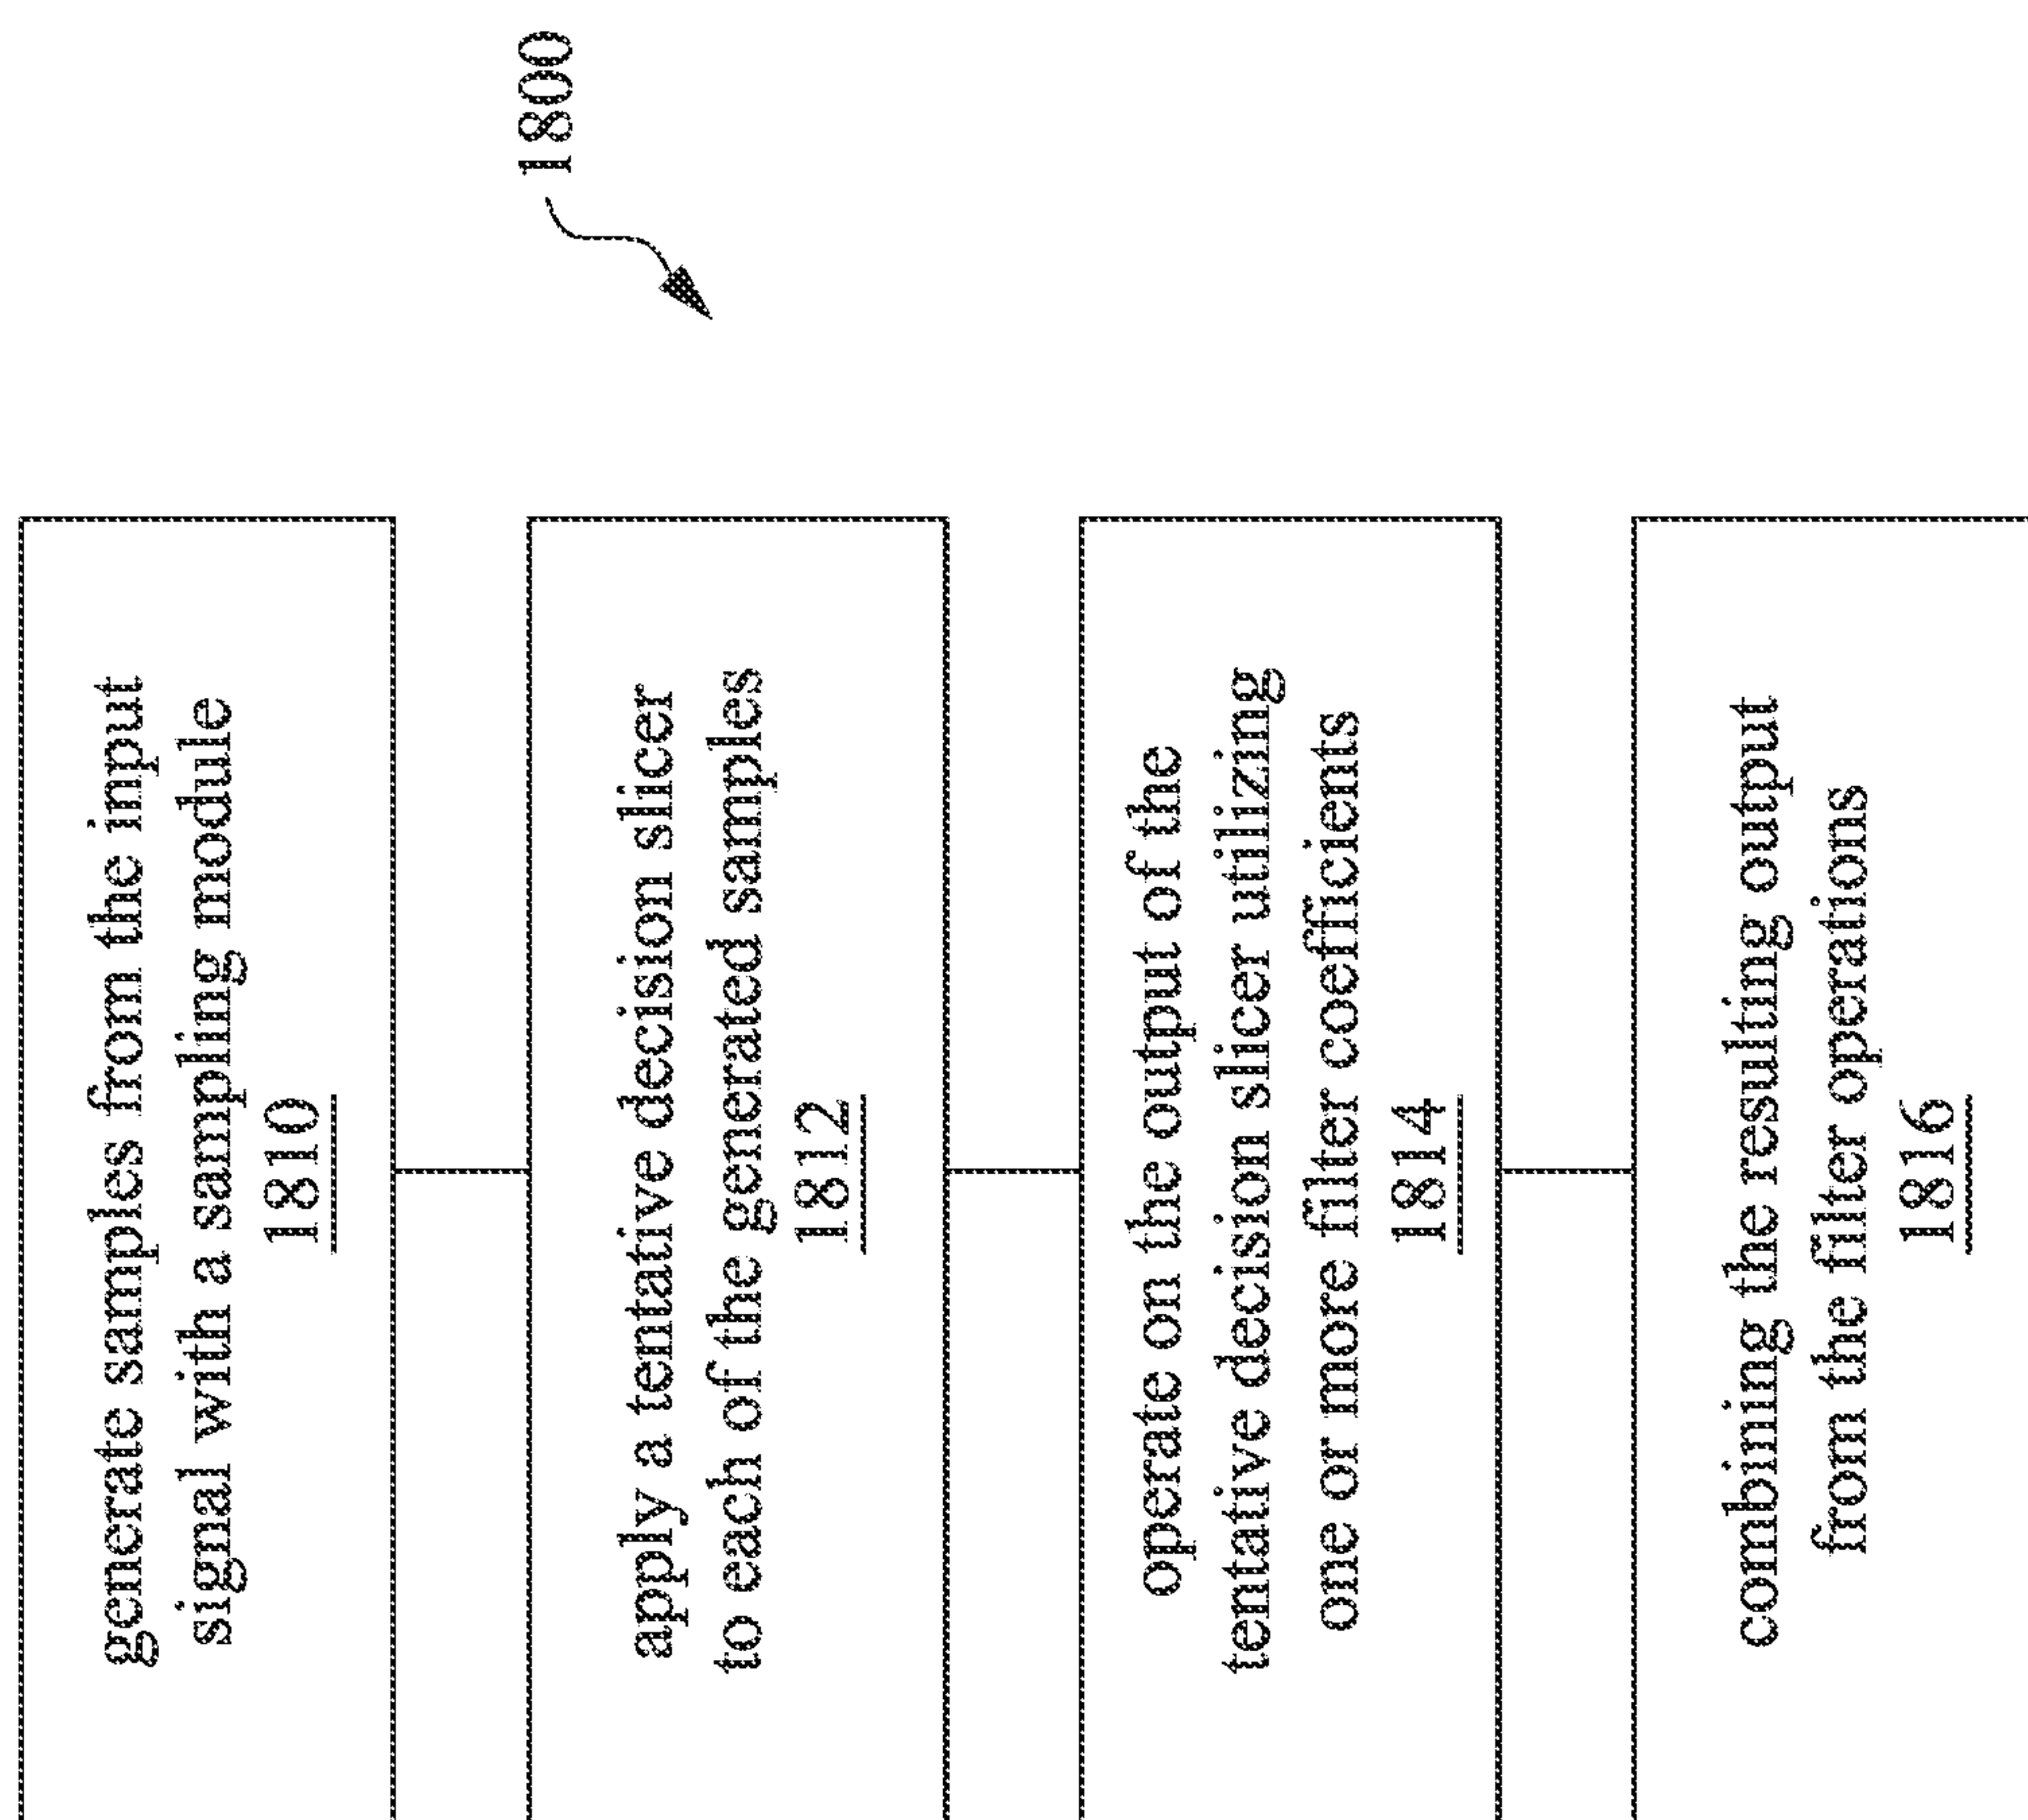 1800
generate samples from the input
signal with a sampling module
1810
apply a tentative decision slicer
to each of the generated samples
1812
operate on the output of the
tentative decision slicer utilizing
one or more filter coefficients
1814
combining the resulting output
from the filter operations
1816